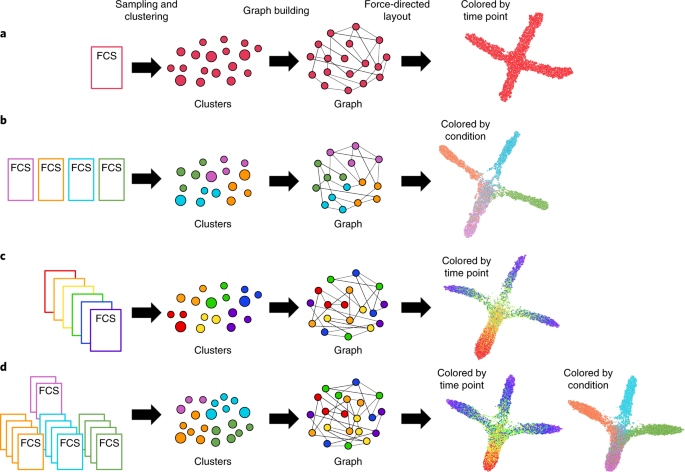 Sampling and
clustering
Graph building
Force-directed
layout
Colored by
time point
a
FCS
Clusters
Graph
b
FCS
FCS
FCS
FCS
Clusters
Graph
Colored by
condition
c
FCS
Clusters
Graph
Colored by
time point
d
FCS
FCS
FCS
FCS
Clusters
Graph
Colored by
time point
Colored by
condition